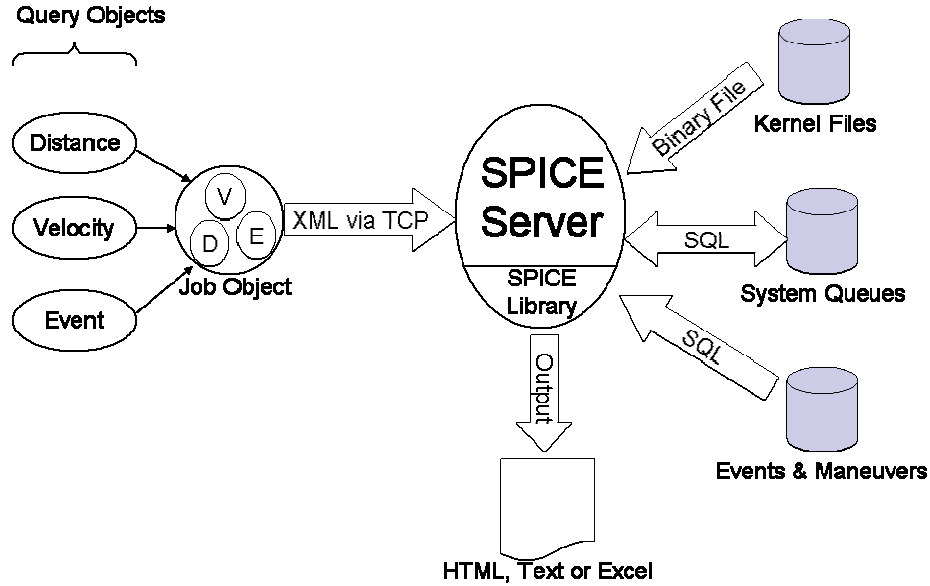 Query Objects
Distance
Velocity
Event
V
D
E
Job Object
XML via TCP
SPICE
Server
SPICE
Library
Binary File
Kernel Files
SQL
System Queues
SQL
Events & Maneuvers
Output
HTML, Text or Excel